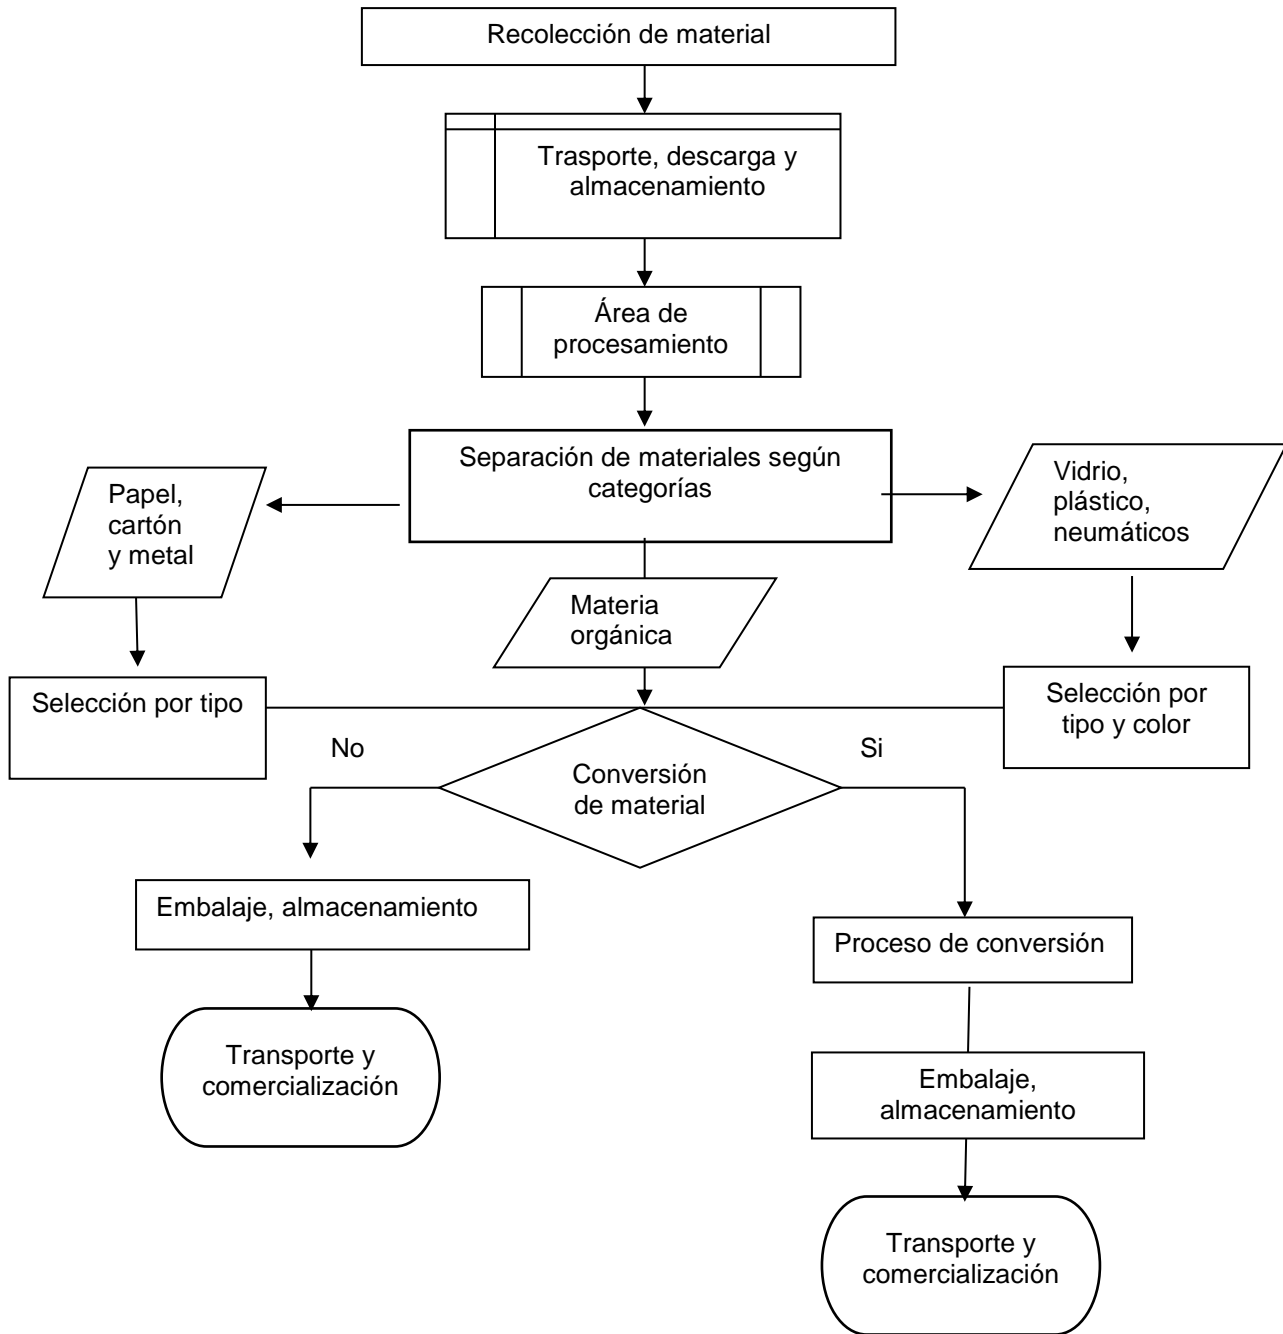 Recolección de material
Trasporte, descarga y
almacenamiento
Área de
procesamiento
Separación de materiales según
categorías
Papel,
cartón
y metal
Vidrio,
plástico,
neumáticos
Materia
orgánica
Selección por tipo
Selección por
tipo y color
No
Si
Conversión
de material
Embalaje, almacenamiento
Proceso de conversión
Transporte y
comercialización
Embalaje,
almacenamiento
Transporte y
comercialización